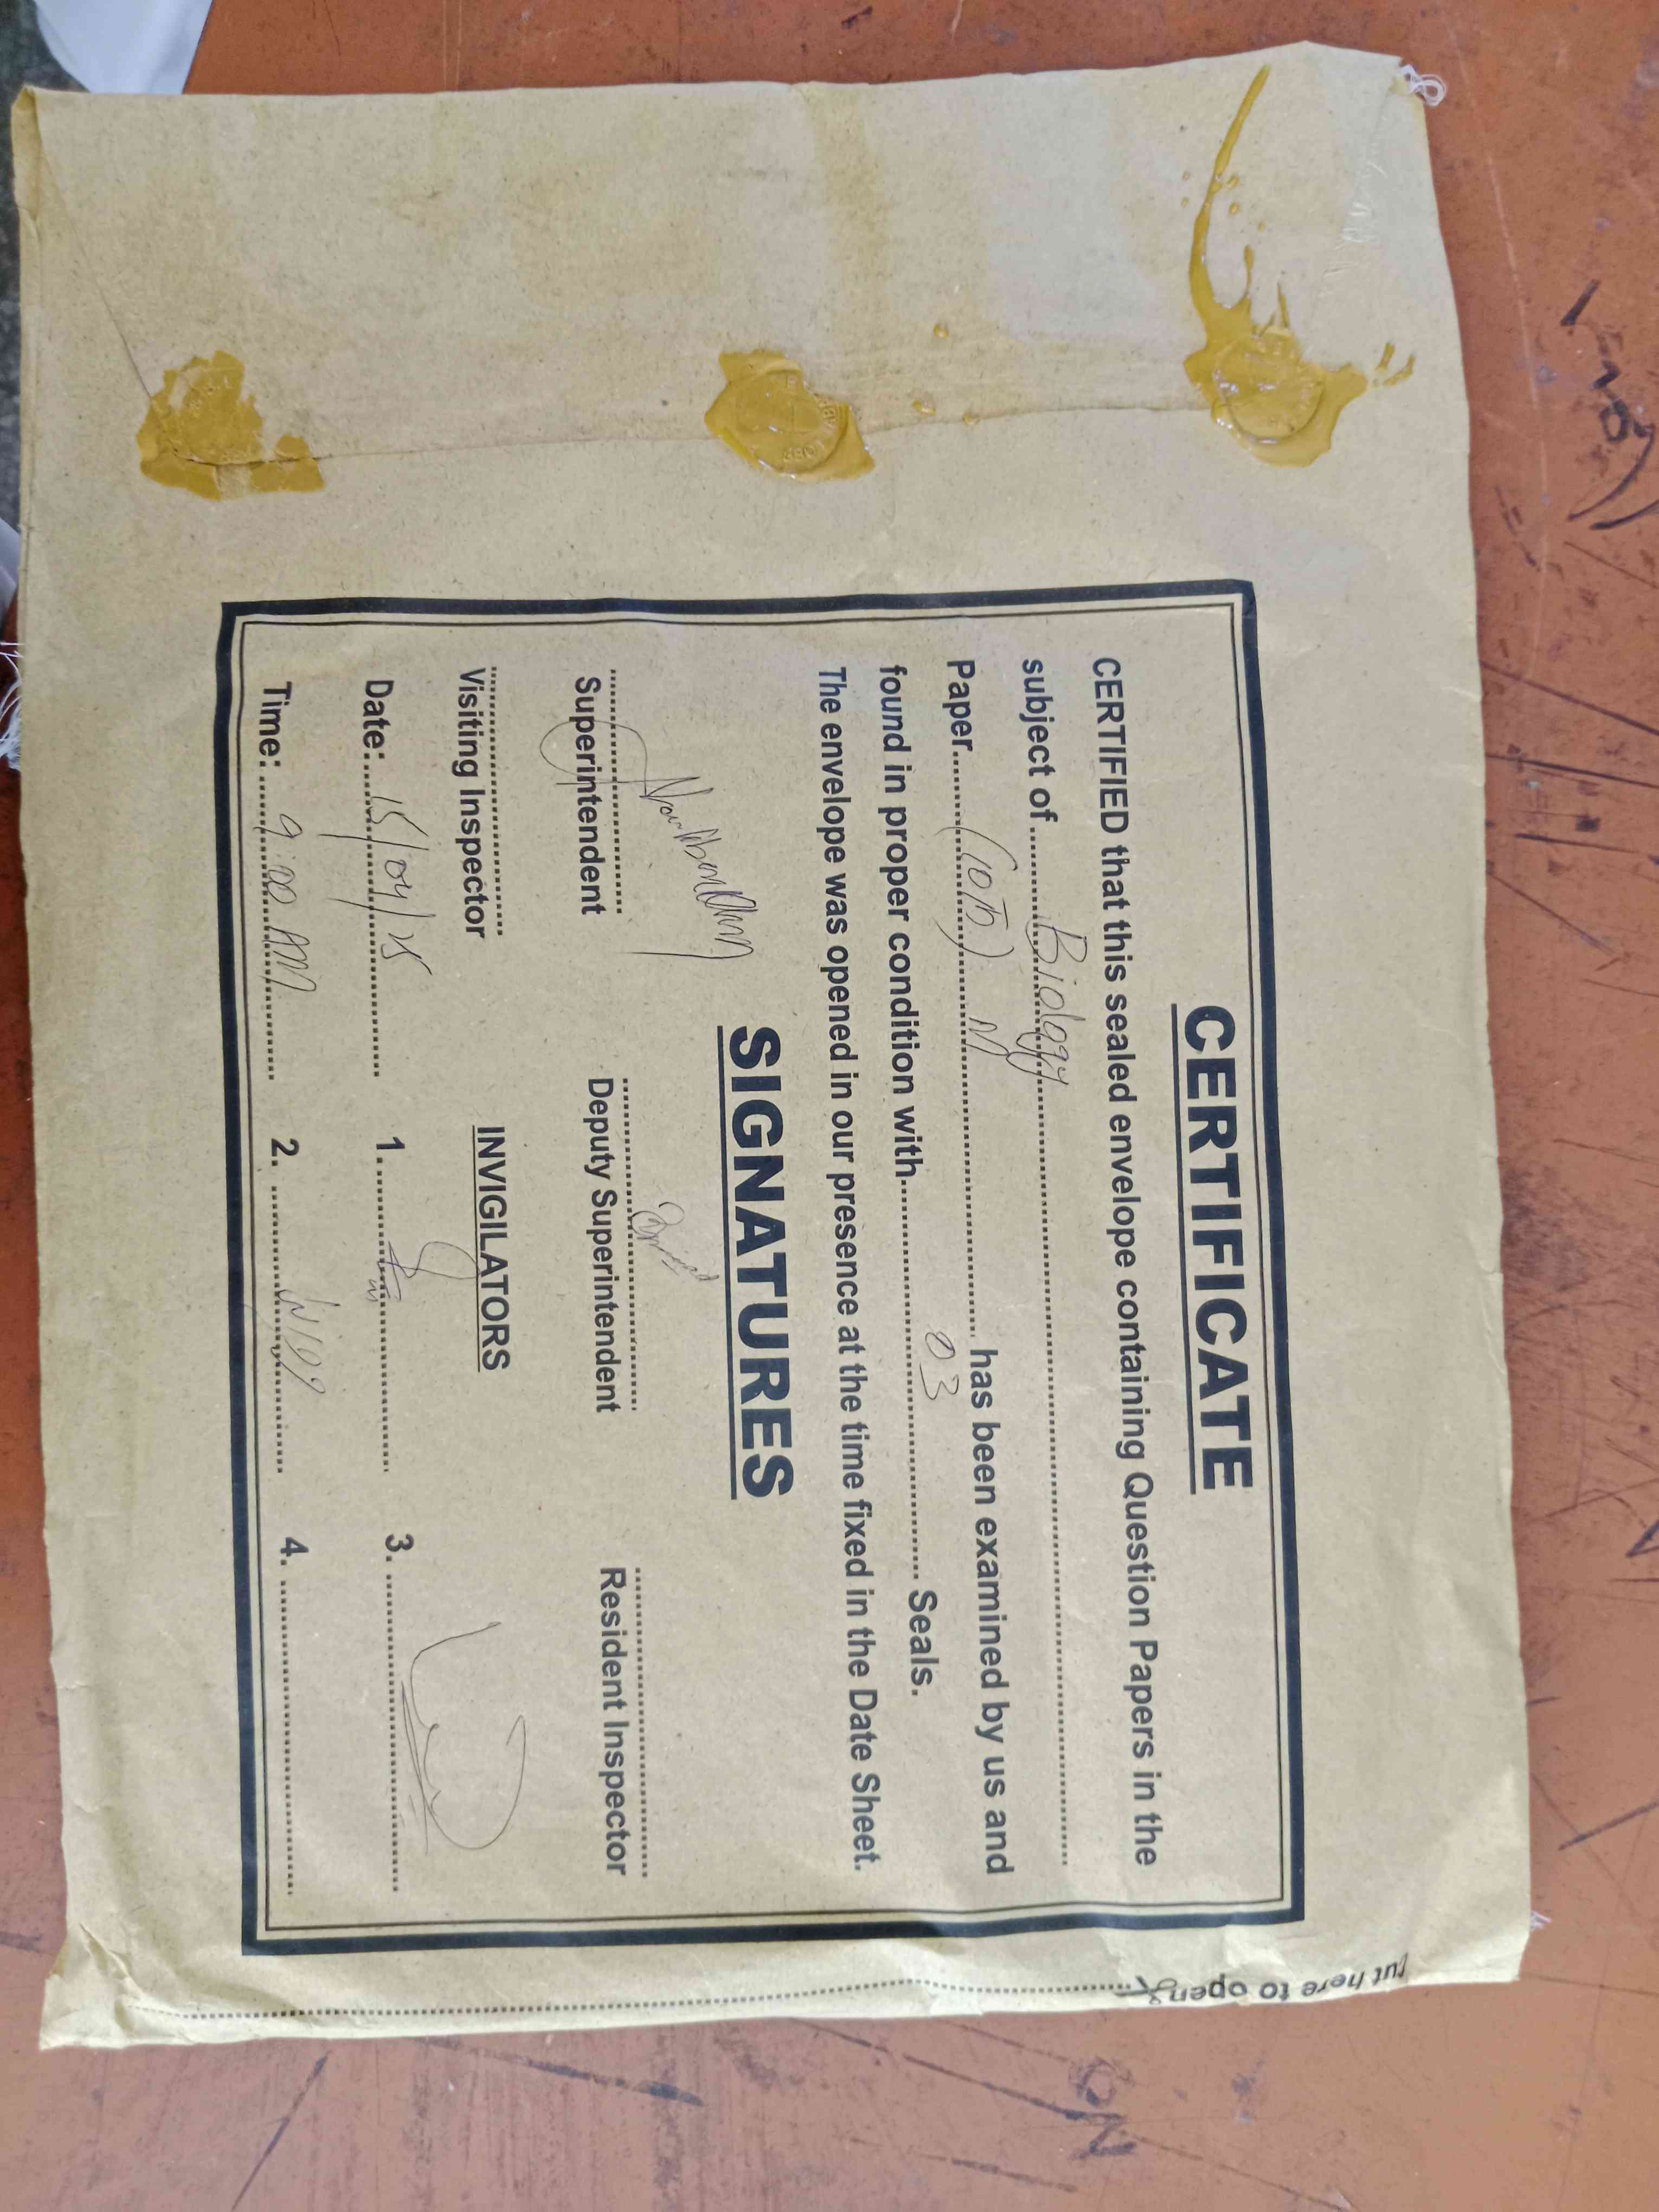 CERTIFICATE
CERTIFIED that this sealed envelope containing Question Papers in the
subject of.......Biology...........................................
Paper.......(10th) M........................... has been examined by us and
found in proper condition with.................03................. Seals.
The envelope was opened in our presence at the time fixed in the Date Sheet.
SIGNATURES
Superintendent Deputy Superintendent Resident Inspector
Visiting Inspector INVIGILATORS
Date:.....15/04/25............... 1............................... 3................................
Time:......9:00 AM.......... 2. ............................. 4. ................................
cut here to open
No